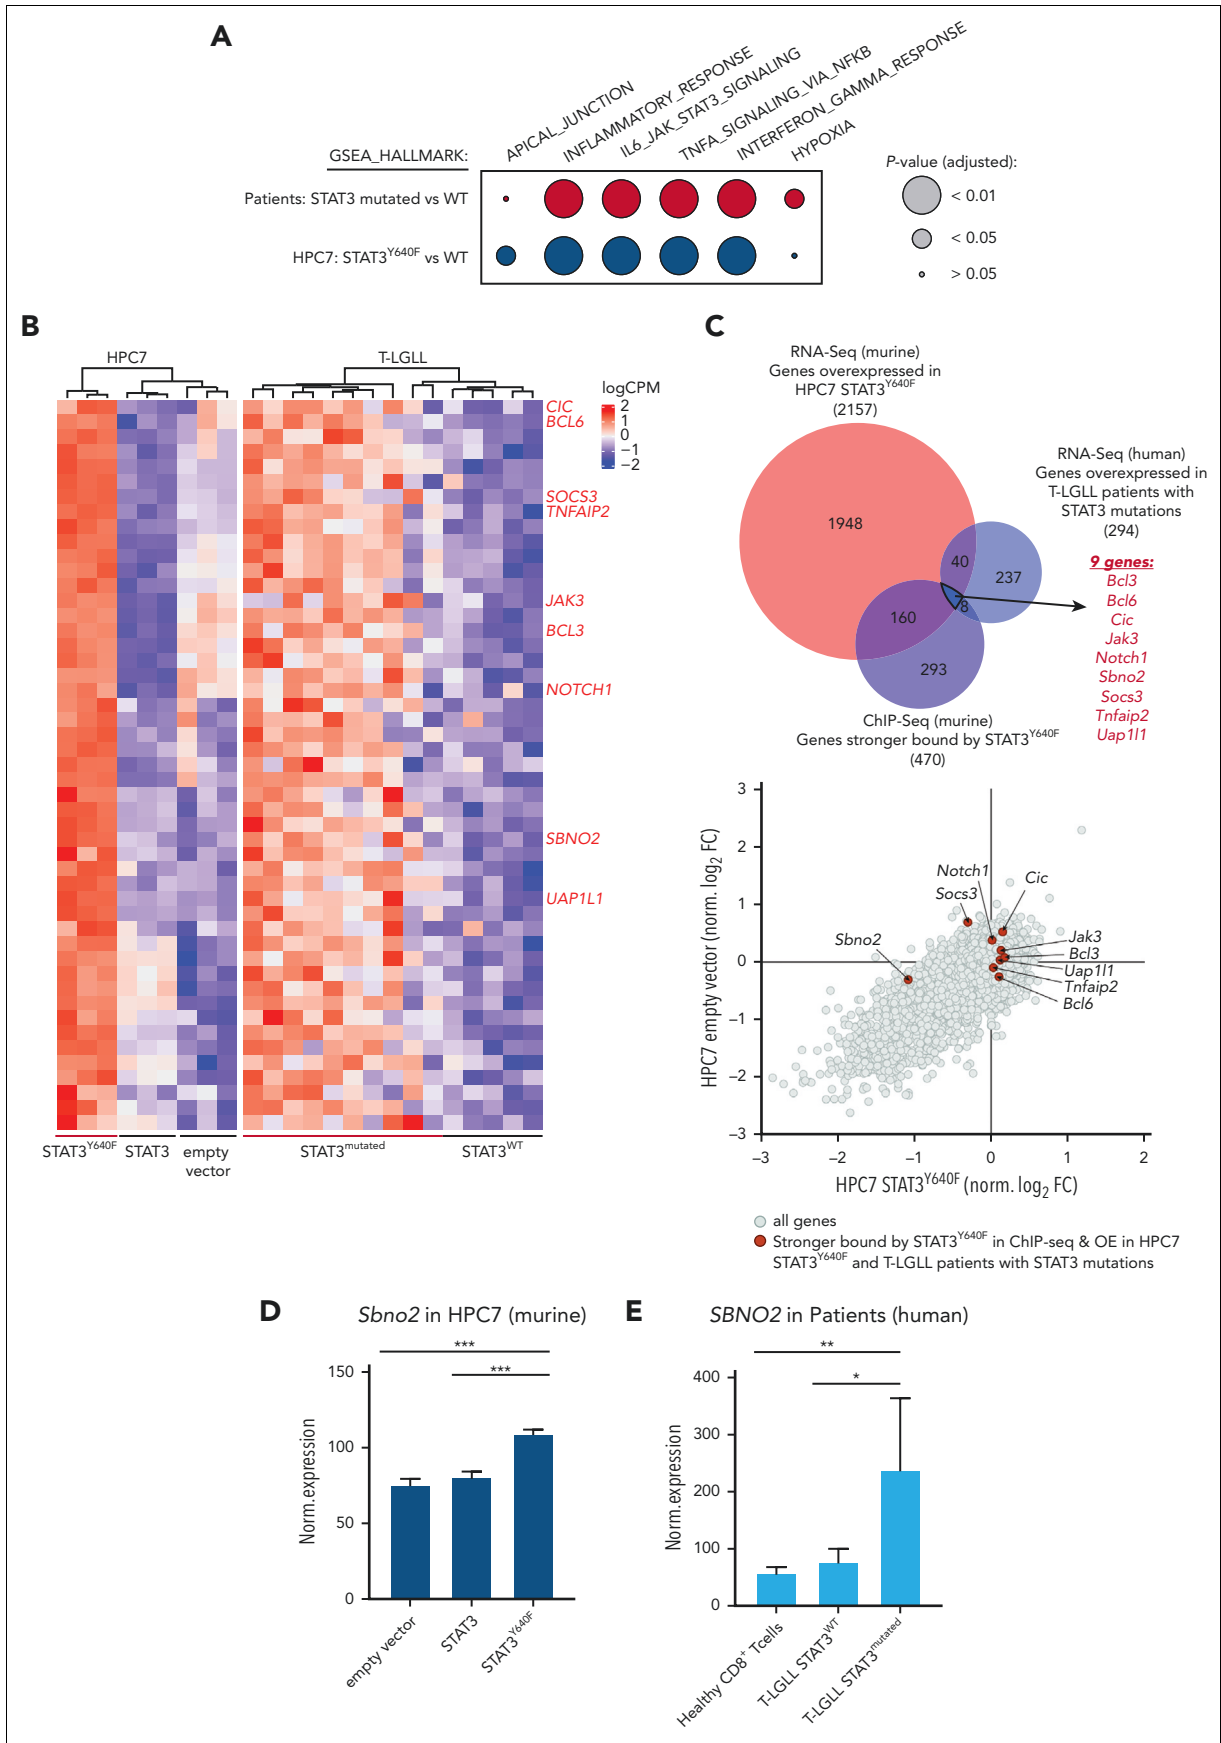 A
APICAL_JUNCTION
INFLAMMATORY_RESPONSE
IL6_JAK_STAT3_SIGNALING
TNFA_SIGNALING_VIA_NFKB
INTERFERON_GAMMA_RESPONSE
HYPOXIA
GSEA_HALLMARK:
Patients: STAT3 mutated vs WT
HPC7: STAT3Y640F vs WT
P-value (adjusted):
< 0.01
< 0.05
> 0.05
B
HPC7
T-LGLL
logCPM
2
1
0
−1
−2
CIC
BCL6
SOCS3
TNFAIP2
JAK3
BCL3
NOTCH1
SBNO2
UAP1L1
STAT3Y640F
STAT3
empty
vector
STAT3mutated
STAT3WT
C
RNA-Seq (murine)
Genes overexpressed in
HPC7 STAT3Y640F
(2157)
RNA-Seq (human)
Genes overexpressed in
T-LGLL patients with
STAT3 mutations
(294)
1948
40
237
8
160
293
9 genes:
Bcl3
Bcl6
Cic
Jak3
Notch1
Sbno2
Socs3
Tnfaip2
Uap1l1
ChIP-Seq (murine)
Genes stronger bound by STAT3Y640F
(470)
HPC7 empty vector (norm. log2 FC)
3
2
1
0
−1
−2
−3
Notch1
Socs3
Cic
Sbno2
Jak3
Bcl3
Uap1l1
Tnfaip2
Bcl6
−3
−2
−1
0
1
2
HPC7 STAT3Y640F (norm. log2 FC)
all genes
Stronger bound by STAT3Y640F in ChIP-seq & OE in HPC7
STAT3Y640F and T-LGLL patients with STAT3 mutations
D
Sbno2 in HPC7 (murine)
***
***
Norm.expression
150
100
50
0
empty vector
STAT3
STAT3Y640F
E
SBNO2 in Patients (human)
**
*
Norm.expression
400
300
200
100
0
Healthy CD8+ Tcells
T-LGLL STAT3WT
T-LGLL STAT3mutated